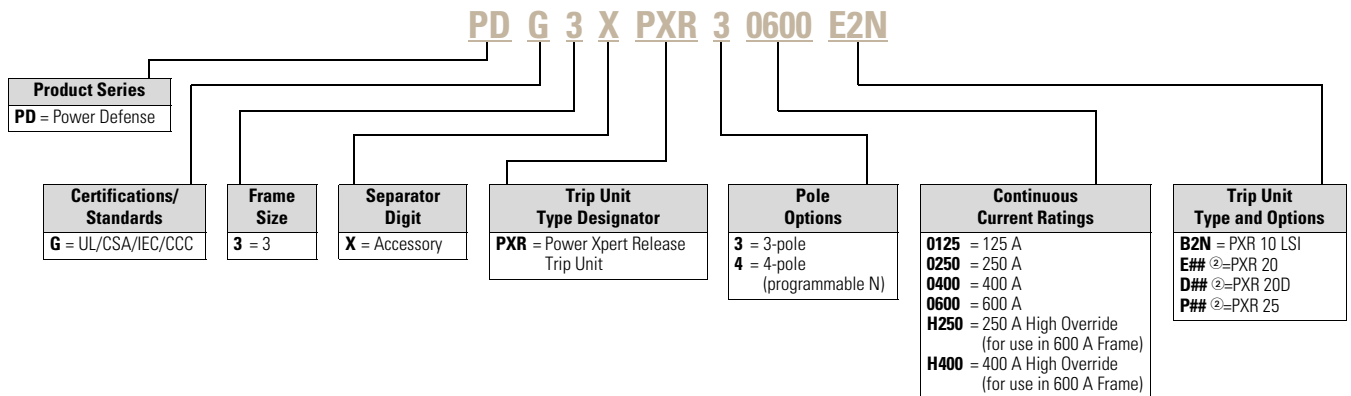 PD G 3 X PXR 3 0600 E2N
Product Series
PD = Power Defense
Certifications/
Standards
G = UL/CSA/IEC/CCC
Frame
Size
3 = 3
Separator
Digit
X = Accessory
Trip Unit
Type Designator
PXR = Power Xpert Release
Trip Unit
Pole
Options
3 = 3-pole
4 = 4-pole
(programmable N)
Continuous
Current Ratings
0125 = 125 A
0250 = 250 A
0400 = 400 A
0600 = 600 A
H250 = 250 A High Override
(for use in 600 A Frame)
H400 = 400 A High Override
(for use in 600 A Frame)
Trip Unit
Type and Options
B2N = PXR 10 LSI
E## ②=PXR 20
D## ②=PXR 20D
P## ②=PXR 25